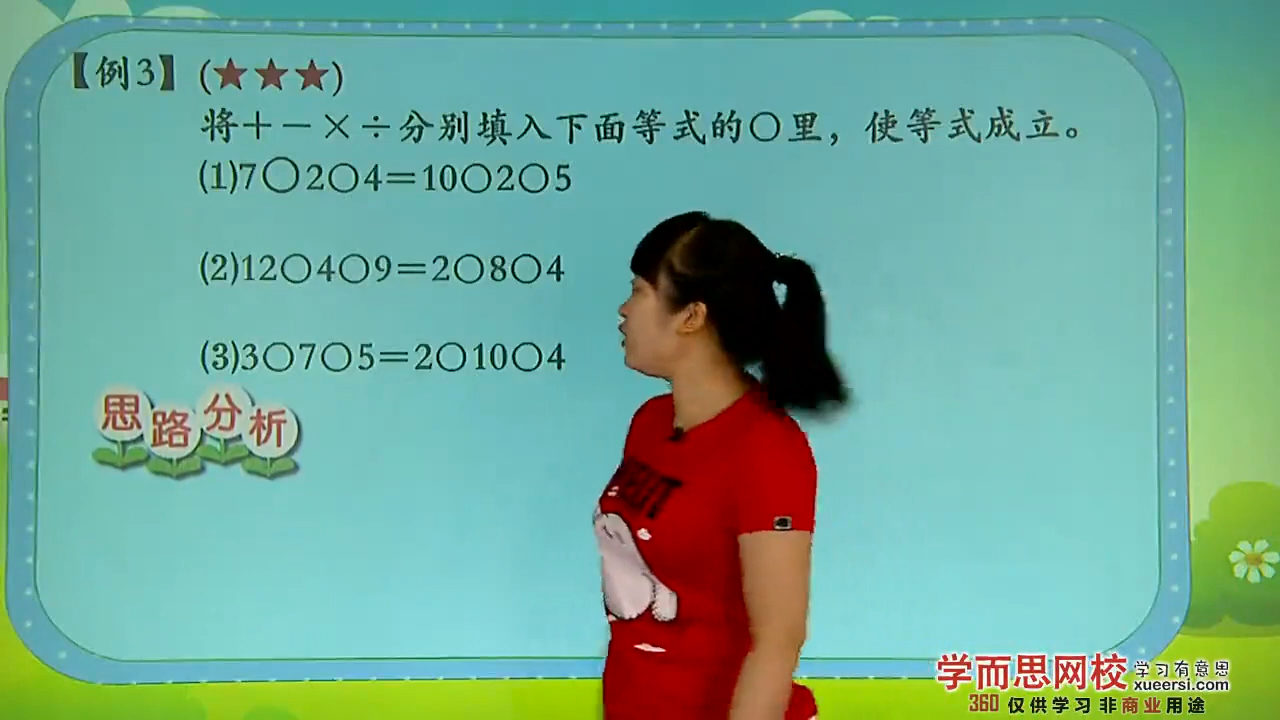 【例3】(★★★)
将＋－×÷分别填入下面等式的○里，使等式成立。
(1)7○2○4=10○2○5
(2)12○4○9=2○8○4
(3)3○7○5=2○10○4
思路分析
学而思网校 学习有意思
xueersi.com
360 仅供学习 非商业用途